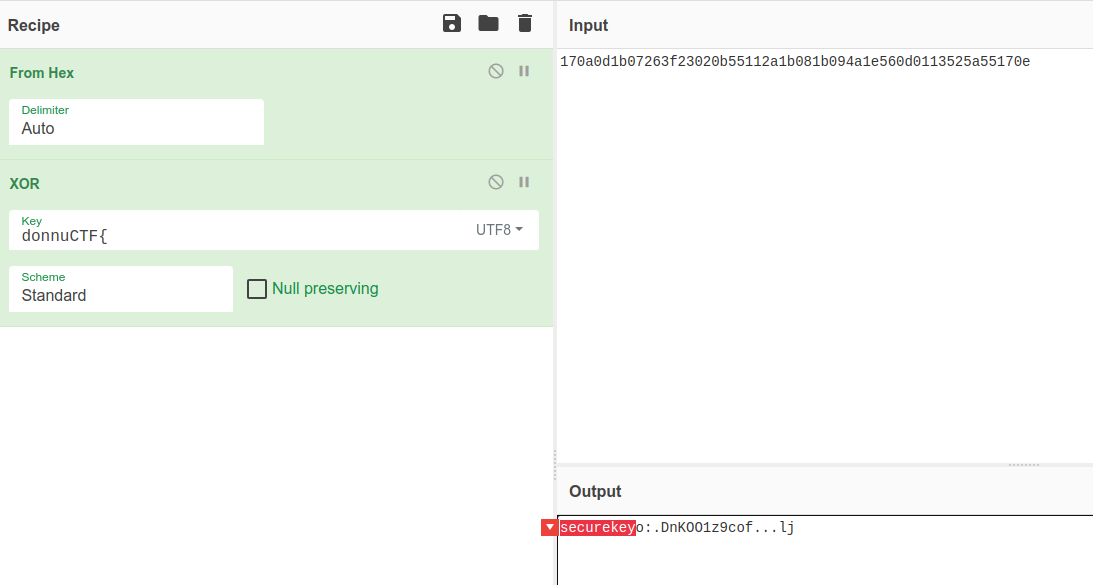 Recipe
From Hex
Delimiter
Auto
XOR
Key
donnuCTF{
UTF8
Scheme
Standard
Null preserving
Input
170a0d1b07263f23020b55112a1b081b094a1e560d0113525a55170e
Output
securekeyo:.DnKOO1z9cof...lj